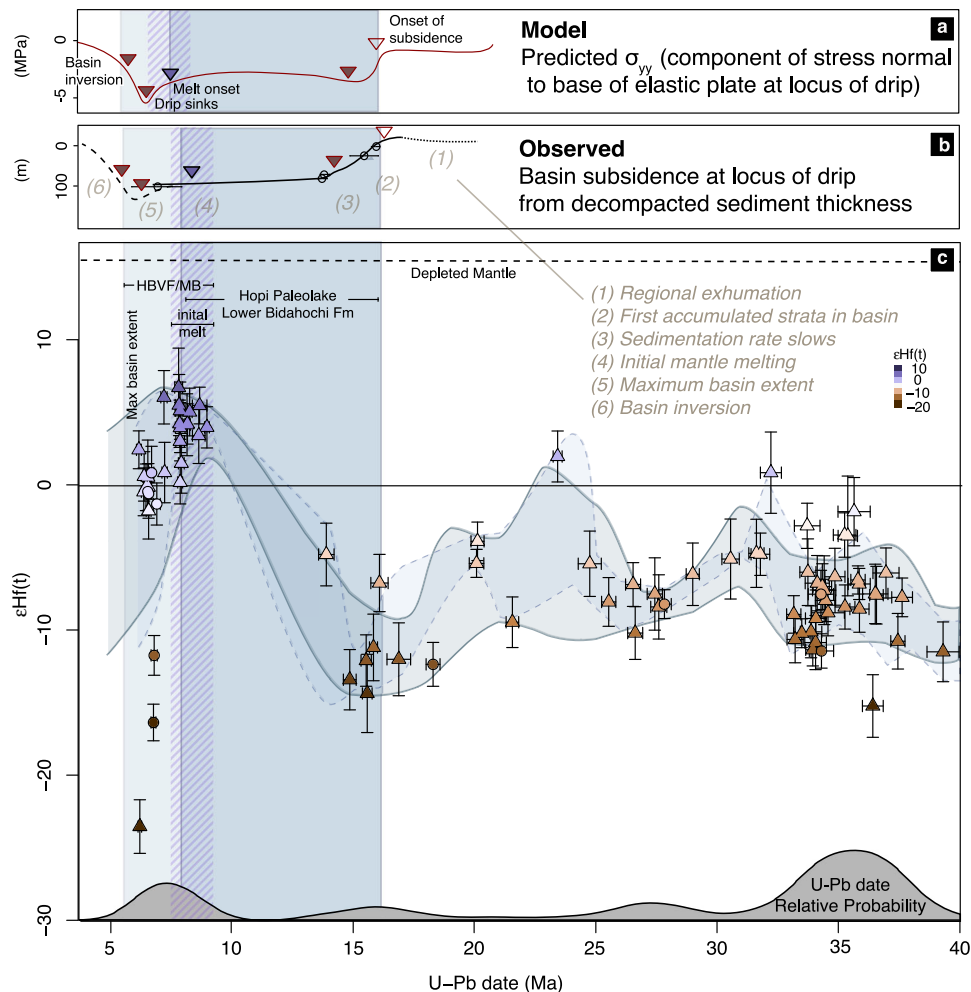 a
Model
Predicted σyy (component of stress normal
to base of elastic plate at locus of drip)
(MPa)
0
-5
Basin
inversion
Melt onset
Drip sinks
Onset of
subsidence
b
Observed
Basin subsidence at locus of drip
from decompacted sediment thickness
(m)
0
100
(6)
(5)
(4)
(3)
(2)
(1)
c
Depleted Mantle
HBVF/MB
Hopi Paleolake
Lower Bidahochi Fm
inital
melt
Max basin extent
(1) Regional exhumation
(2) First accumulated strata in basin
(3) Sedimentation rate slows
(4) Initial mantle melting
(5) Maximum basin extent
(6) Basin inversion
εHf(t)
10
0
−10
−20
εHf(t)
10
0
−10
−20
−30
U-Pb date
Relative Probability
5
10
15
20
25
30
35
40
U−Pb date (Ma)